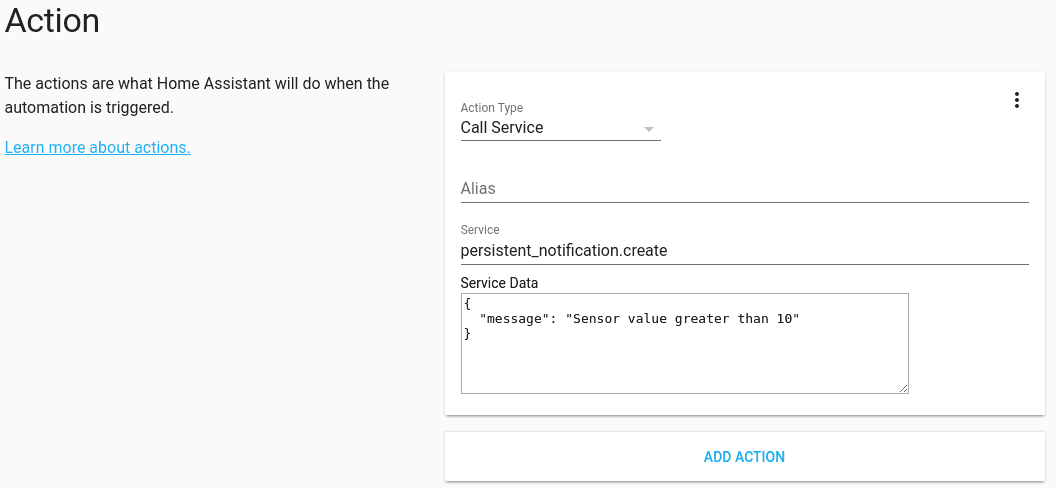 Action
The actions are what Home Assistant will do when the
automation is triggered.
Learn more about actions.
Action Type
Call Service
Alias
Service
persistent_notification.create
Service Data
{
  "message": "Sensor value greater than 10"
}
ADD ACTION